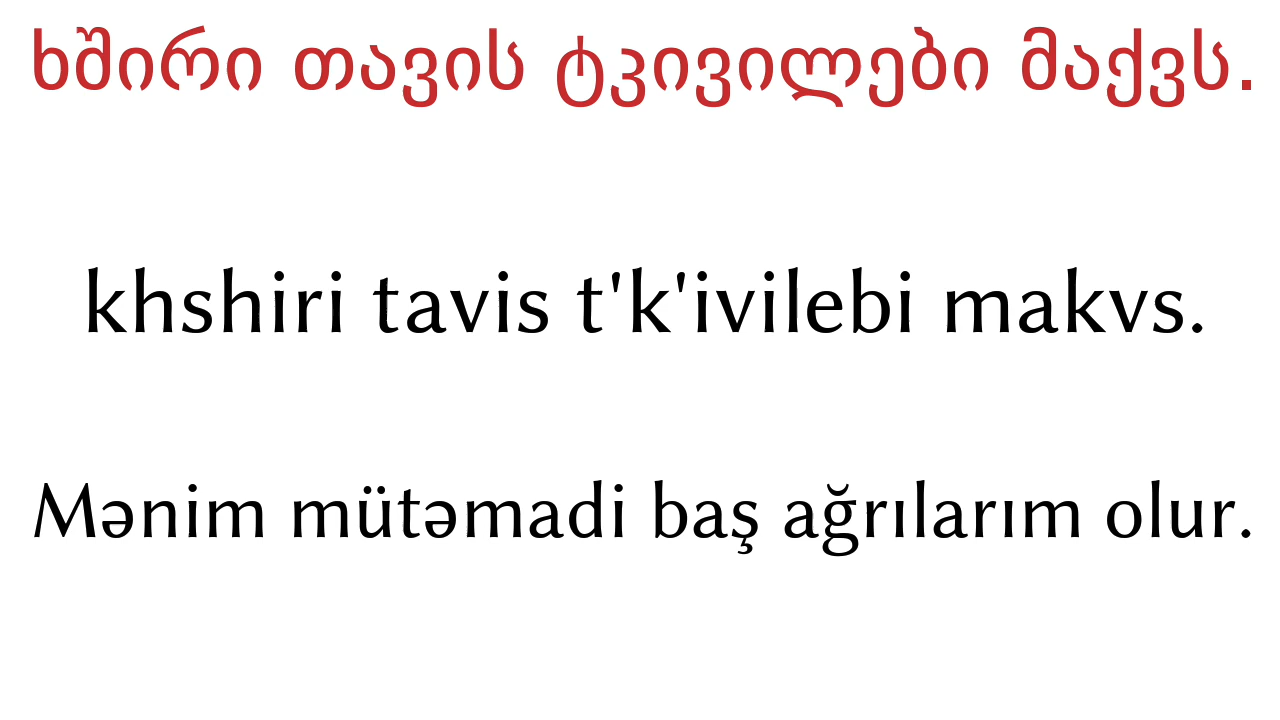 ხშირი თავის ტკივილები მაქვს.
khshiri tavis t'k'ivilebi makvs.
Mənim mütəmadi baş ağrılarım olur.